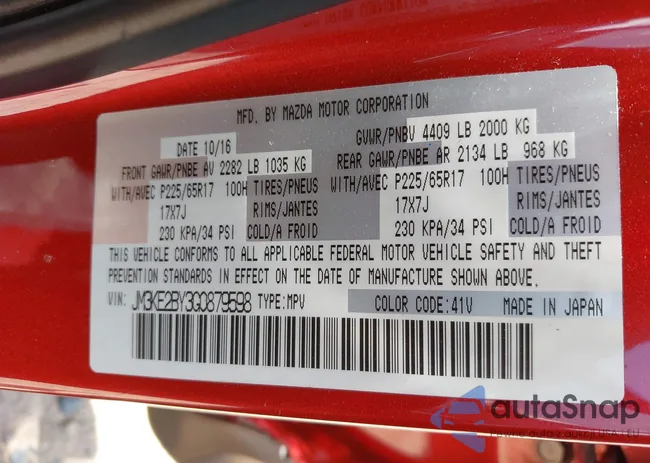 MFD. BY MAZDA MOTOR CORPORATION
DATE 10/16 GVWR/PNBV 4409 LB 2000 KG
FRONT GAWR/PNBE AV 2282 LB 1035 KG REAR GAWR/PNBE AR 2134 LB 968 KG
WITH/AVEC P225/65R17 100H TIRES/PNEUS WITH/AVEC P225/65R17 100H TIRES/PNEUS
17X7J RIMS/JANTES 17X7J RIMS/JANTES
230 KPA/34 PSI COLD/A FROID 230 KPA/34 PSI COLD/A FROID
THIS VEHICLE CONFORMS TO ALL APPLICABLE FEDERAL MOTOR VEHICLE SAFETY AND THEFT
PREVENTION STANDARDS IN EFFECT ON THE DATE OF MANUFACTURE SHOWN ABOVE.
VIN: JM3KE2BY3G0879598 TYPE:MPV COLOR CODE:41V MADE IN JAPAN
autaSnap